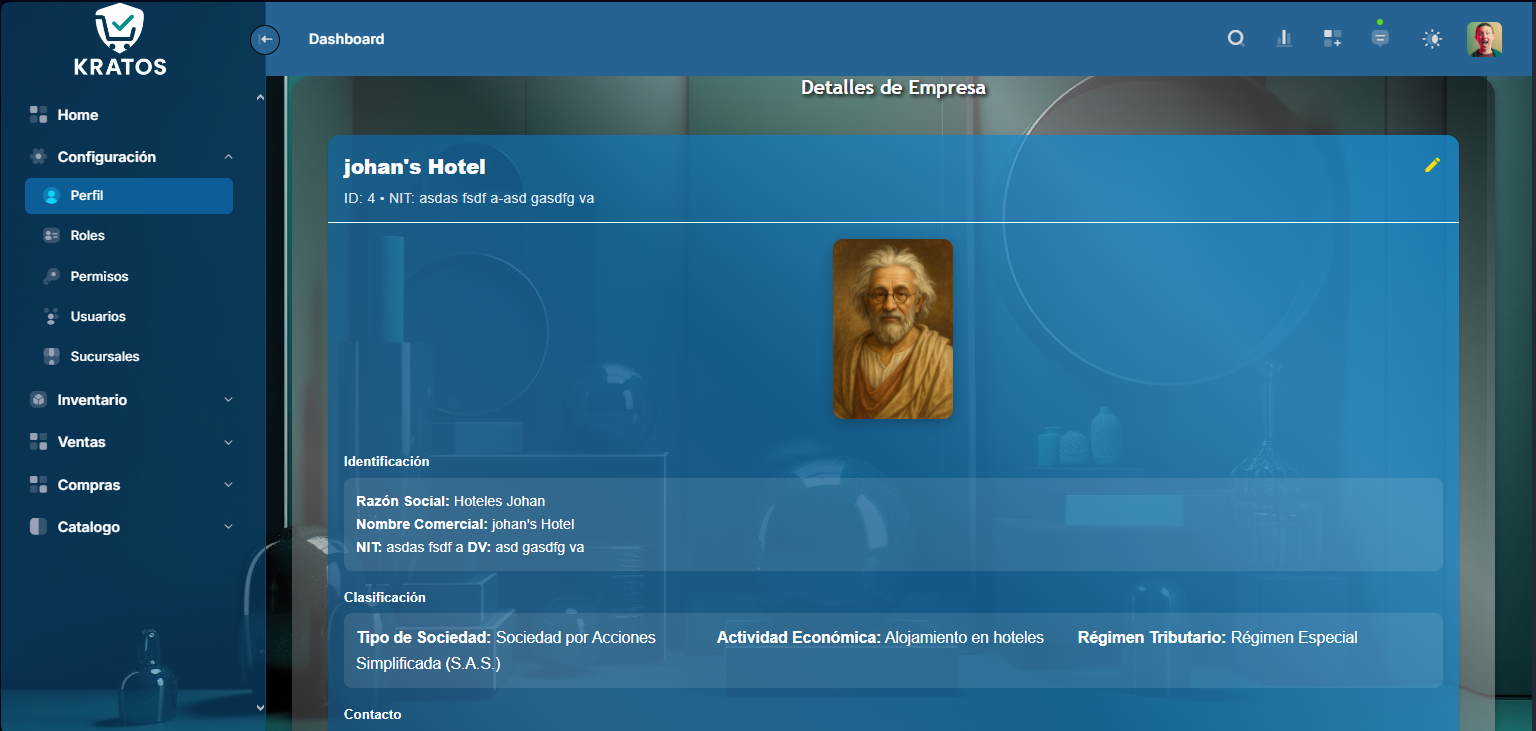 KRATOS
Dashboard
Home
Configuración
Perfil
Roles
Permisos
Usuarios
Sucursales
Inventario
Ventas
Compras
Catalogo
Detalles de Empresa
johan's Hotel
ID: 4 • NIT: asdas fsdf a-asd gasdfg va
Identificación
Razón Social: Hoteles Johan
Nombre Comercial: johan's Hotel
NIT: asdas fsdf a DV: asd gasdfg va
Clasificación
Tipo de Sociedad: Sociedad por Acciones
Simplificada (S.A.S.)
Actividad Económica: Alojamiento en hoteles
Régimen Tributario: Régimen Especial
Contacto